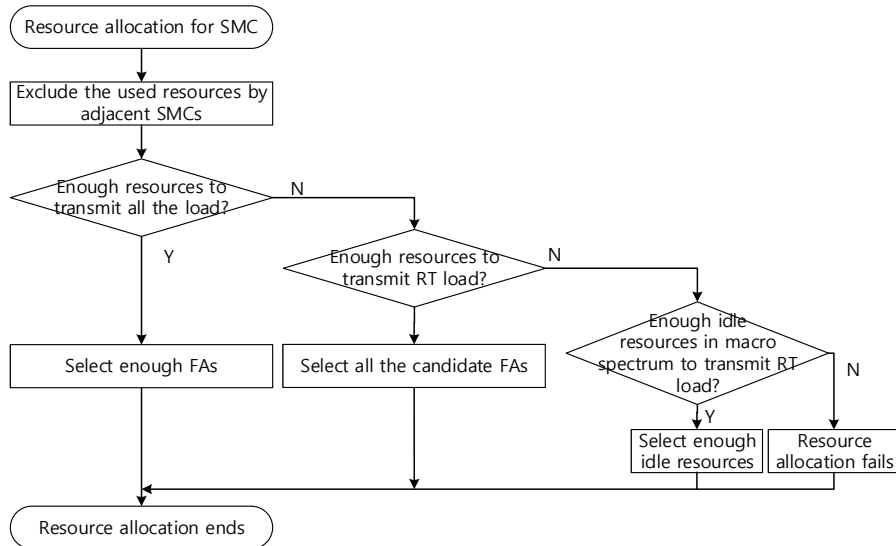 Resource allocation for SMC
Exclude the used resources by
adjacent SMCs
Enough resources to
transmit all the load?
N
Y
Enough resources to
transmit RT load?
N
Enough idle
resources in macro
spectrum to transmit RT
load?
N
Y
Select enough FAs
Select all the candidate FAs
Select enough
idle resources
Resource
allocation fails
Resource allocation ends